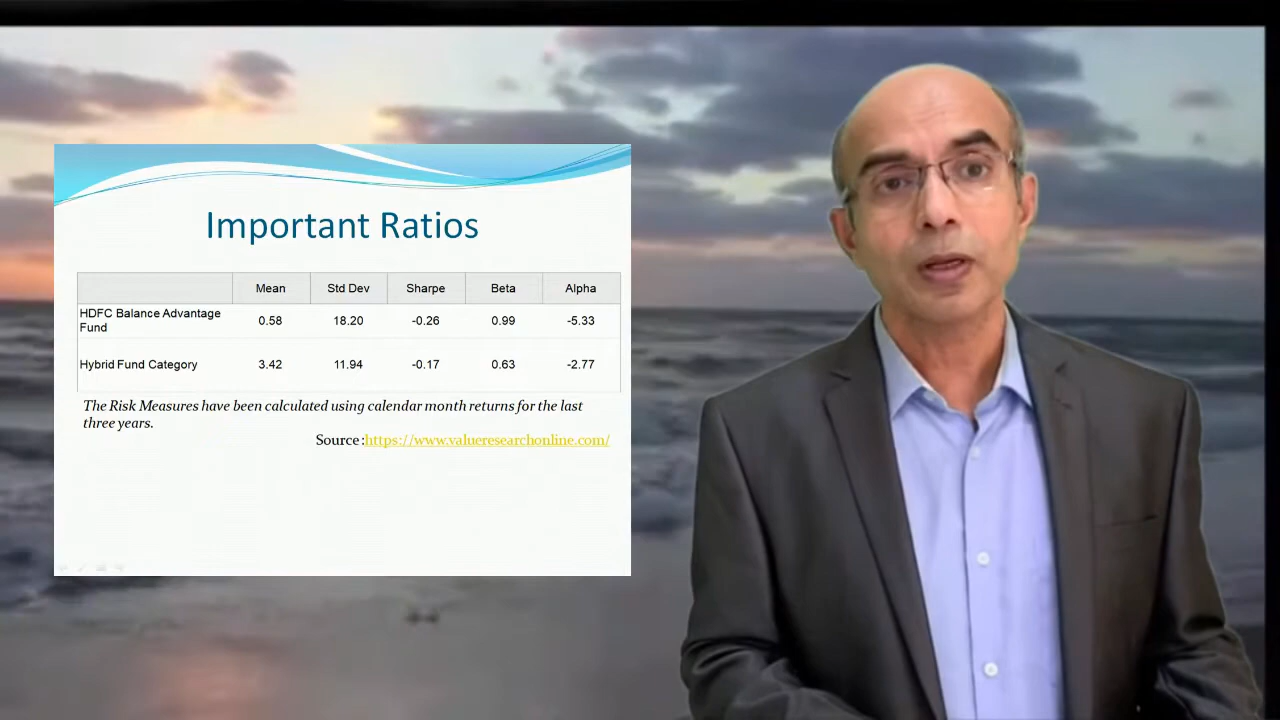 Important Ratios
Mean Std Dev Sharpe Beta Alpha
HDFC Balance Advantage
Fund 0.58 18.20 -0.26 0.99 -5.33
Hybrid Fund Category 3.42 11.94 -0.17 0.63 -2.77
The Risk Measures have been calculated using calendar month returns for the last
three years.
Source :https://www.valueresearchonline.com/